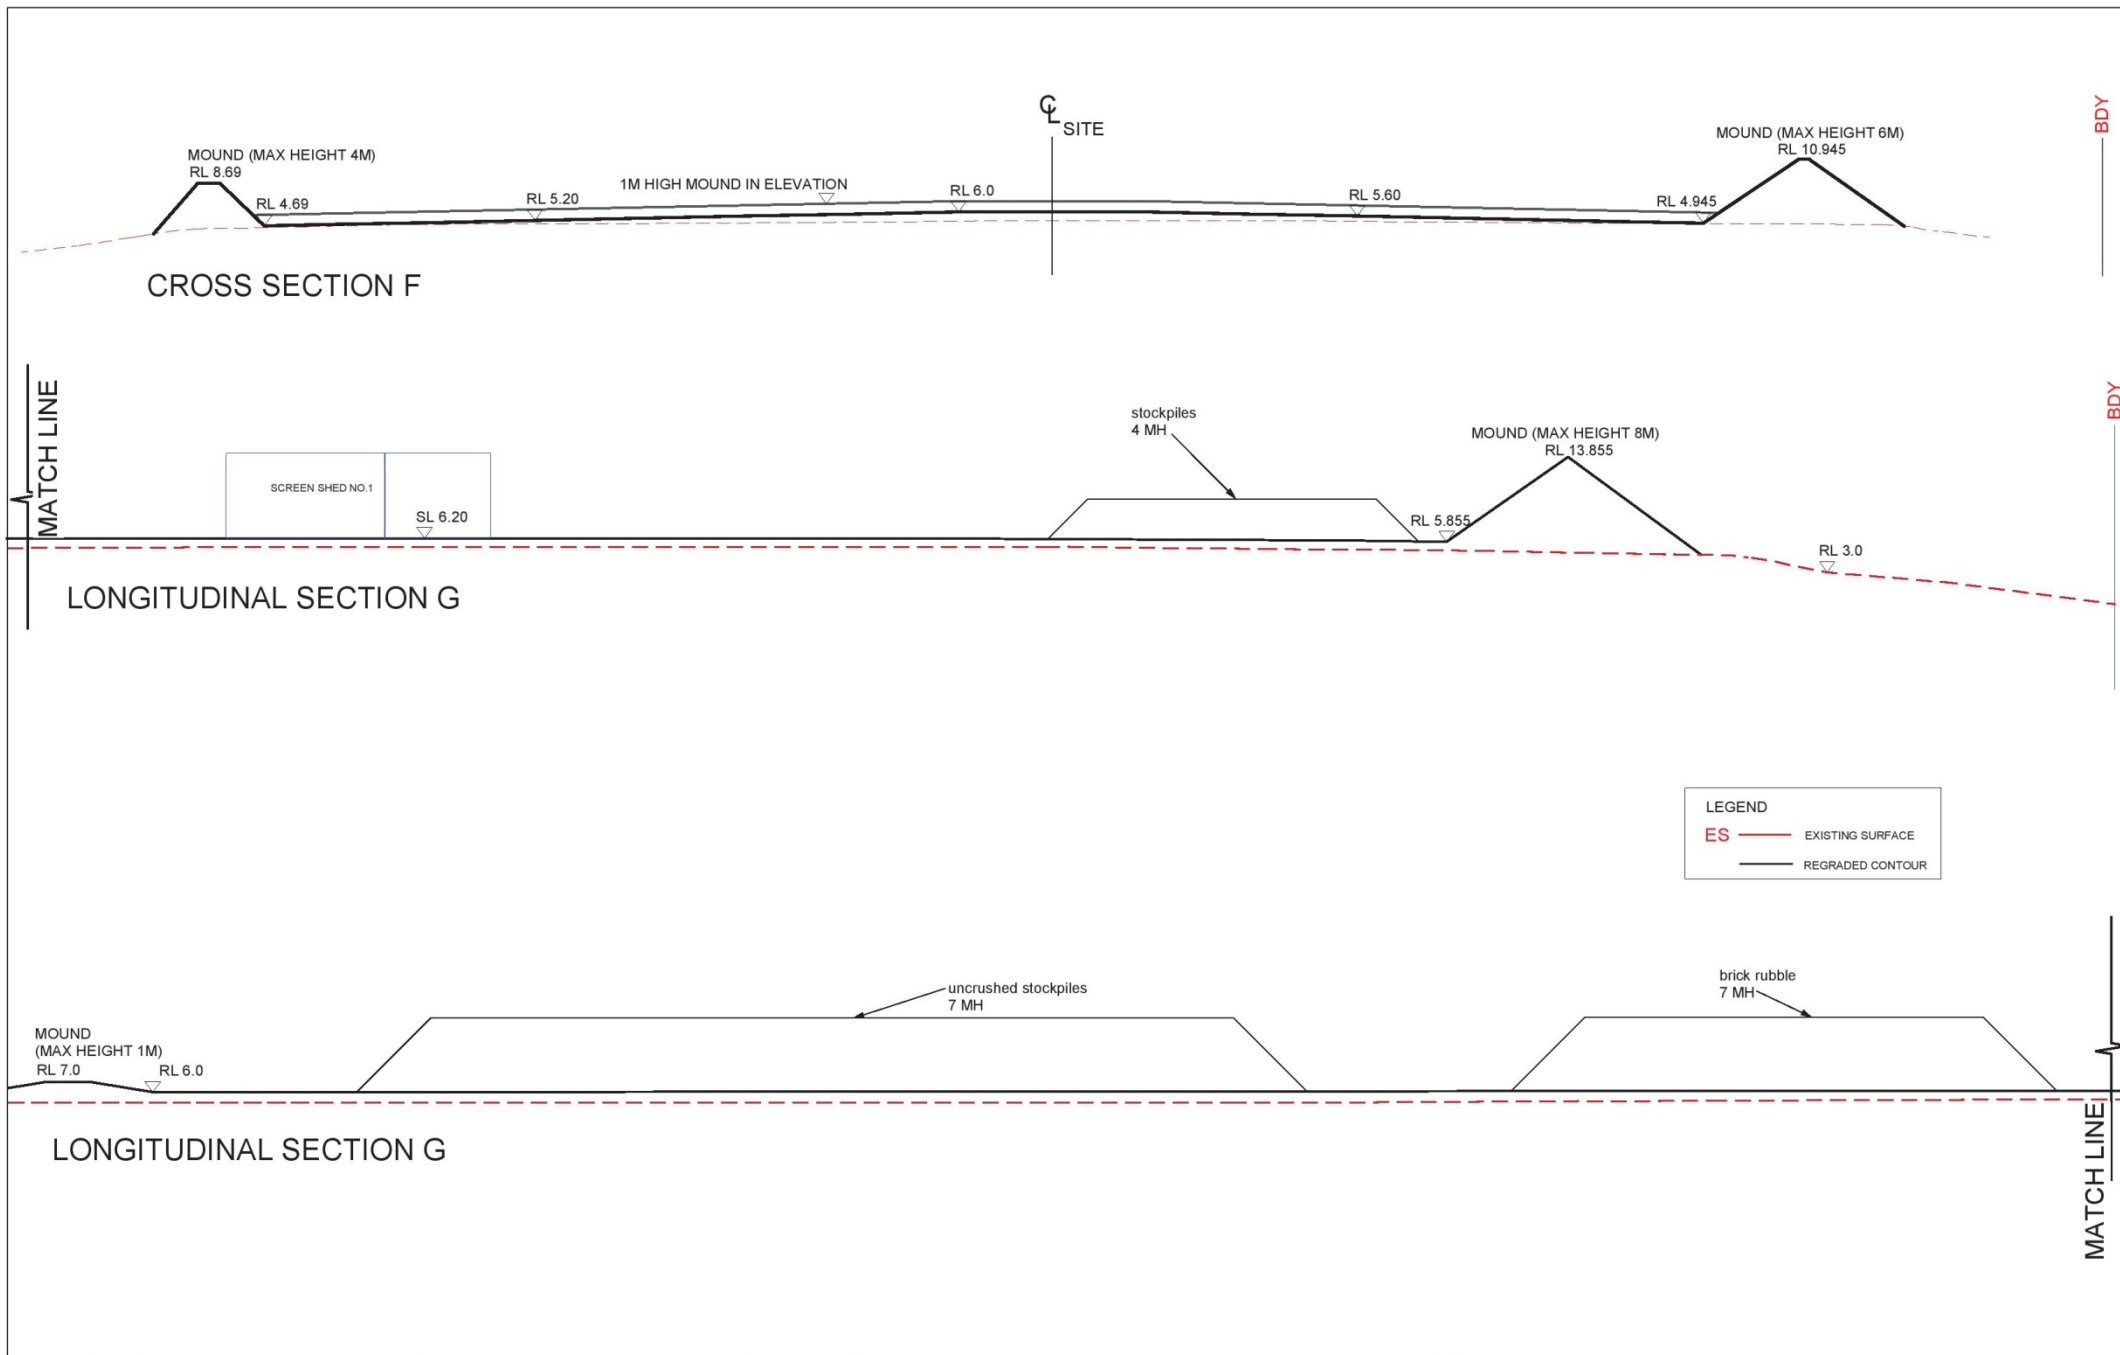 ℄
SITE
BDY
MOUND (MAX HEIGHT 4M)
RL 8.69
MOUND (MAX HEIGHT 6M)
RL 10.945
RL 4.69
RL 5.20
1M HIGH MOUND IN ELEVATION
RL 6.0
RL 5.60
RL 4.945
CROSS SECTION F
MATCH LINE
BDY
stockpiles
4 MH
MOUND (MAX HEIGHT 8M)
RL 13.855
SCREEN SHED NO.1
SL 6.20
RL 5.855
RL 3.0
LONGITUDINAL SECTION G
LEGEND
ES EXISTING SURFACE
REGRADED CONTOUR
uncrushed stockpiles
7 MH
brick rubble
7 MH
MOUND
(MAX HEIGHT 1M)
RL 7.0 RL 6.0
LONGITUDINAL SECTION G
MATCH LINE